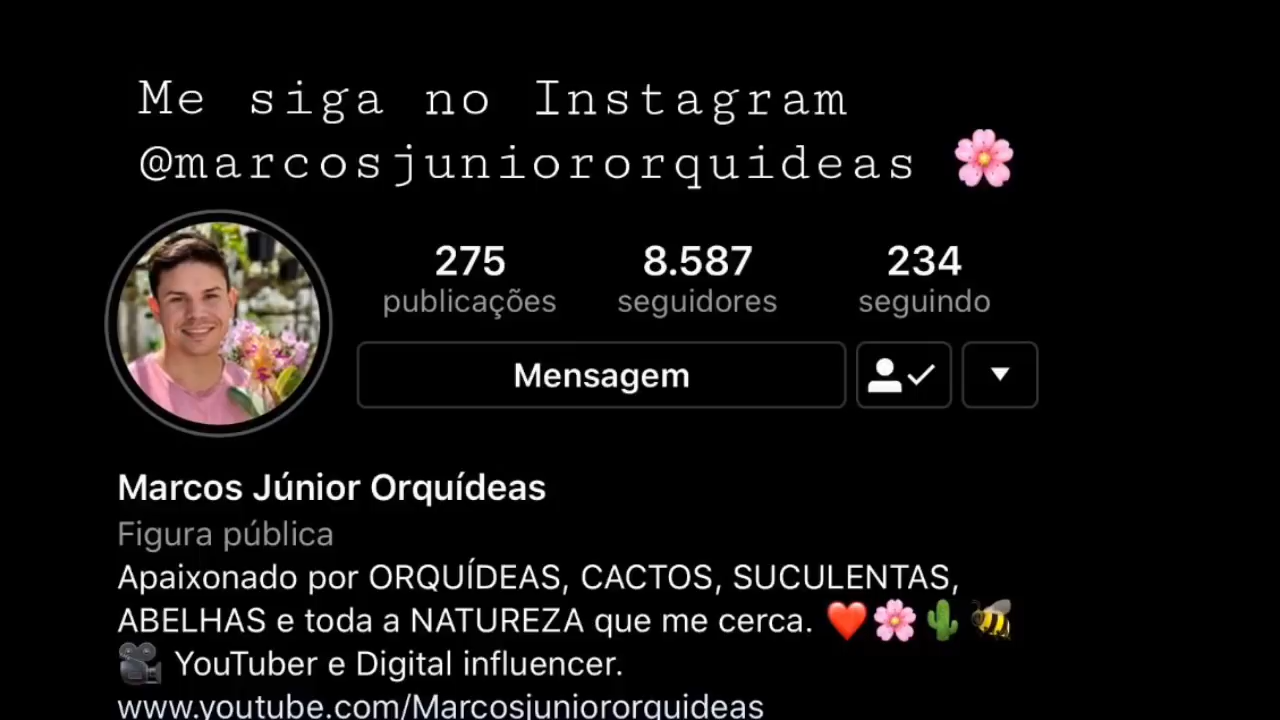 Me siga no Instagram
@marcosjuniororquideas 🌸
275 8.587 234
publicações seguidores seguindo
Mensagem
Marcos Júnior Orquídeas
Figura pública
Apaixonado por ORQUÍDEAS, CACTOS, SUCULENTAS,
ABELHAS e toda a NATUREZA que me cerca. ❤️🌸🌵🐝
🎥 YouTuber e Digital influencer.
www.youtube.com/Marcosjuniororquideas